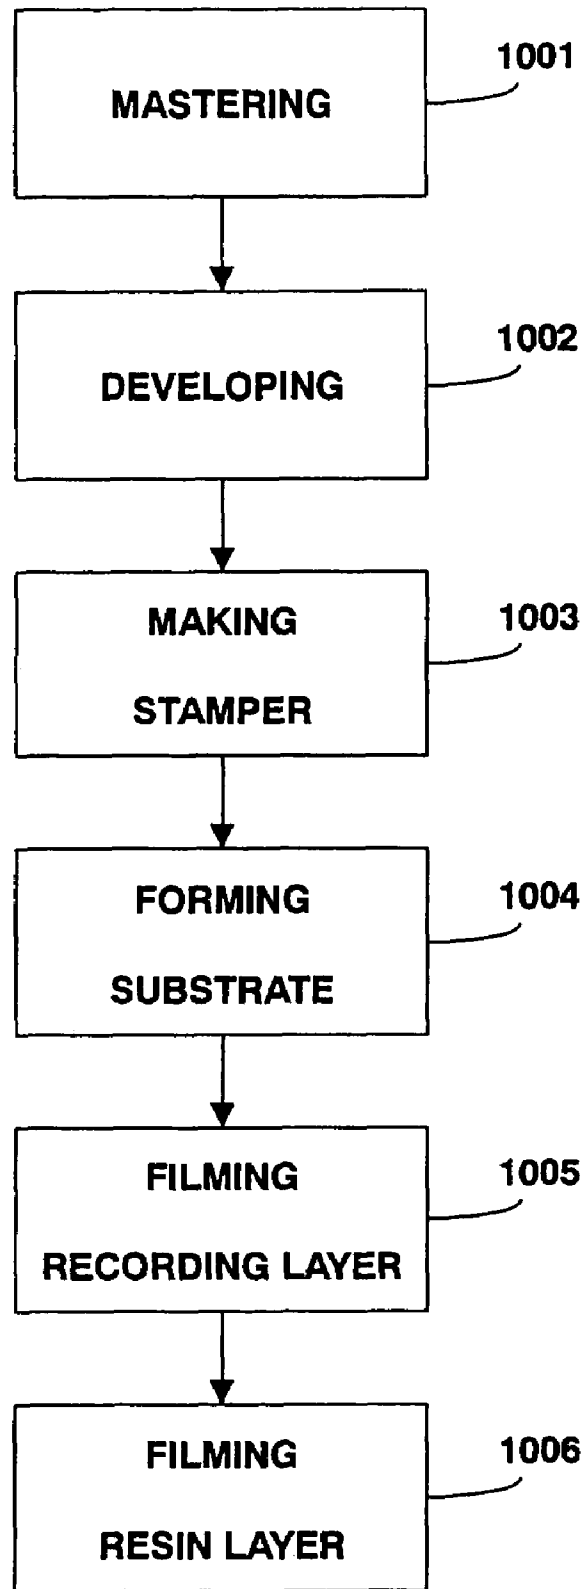 MASTERING
1001
DEVELOPING
1002
MAKING
STAMPER
1003
FORMING
SUBSTRATE
1004
FILMING
RECORDING LAYER
1005
FILMING
RESIN LAYER
1006